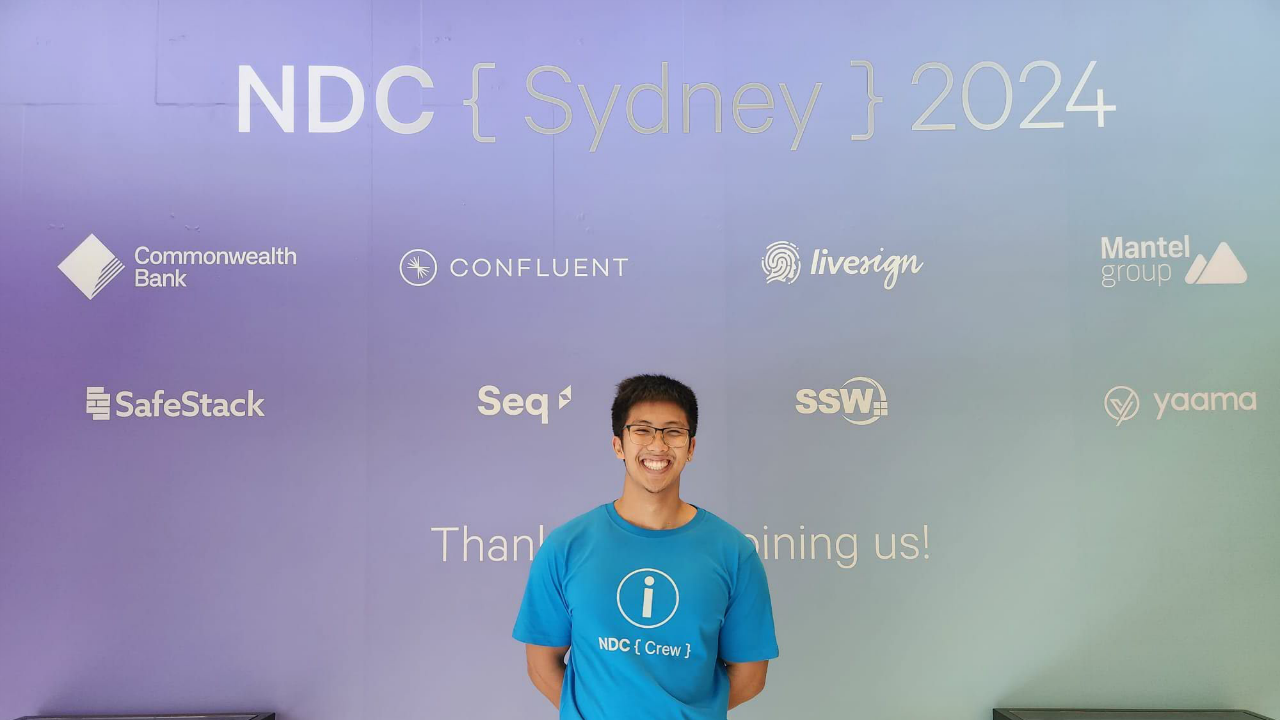 NDC { Sydney } 2024
Commonwealth
Bank
CONFLUENT
livesign
Mantel
group
SafeStack
Seq
SSW
yaama
Than oining us!
i
NDC { Crew }